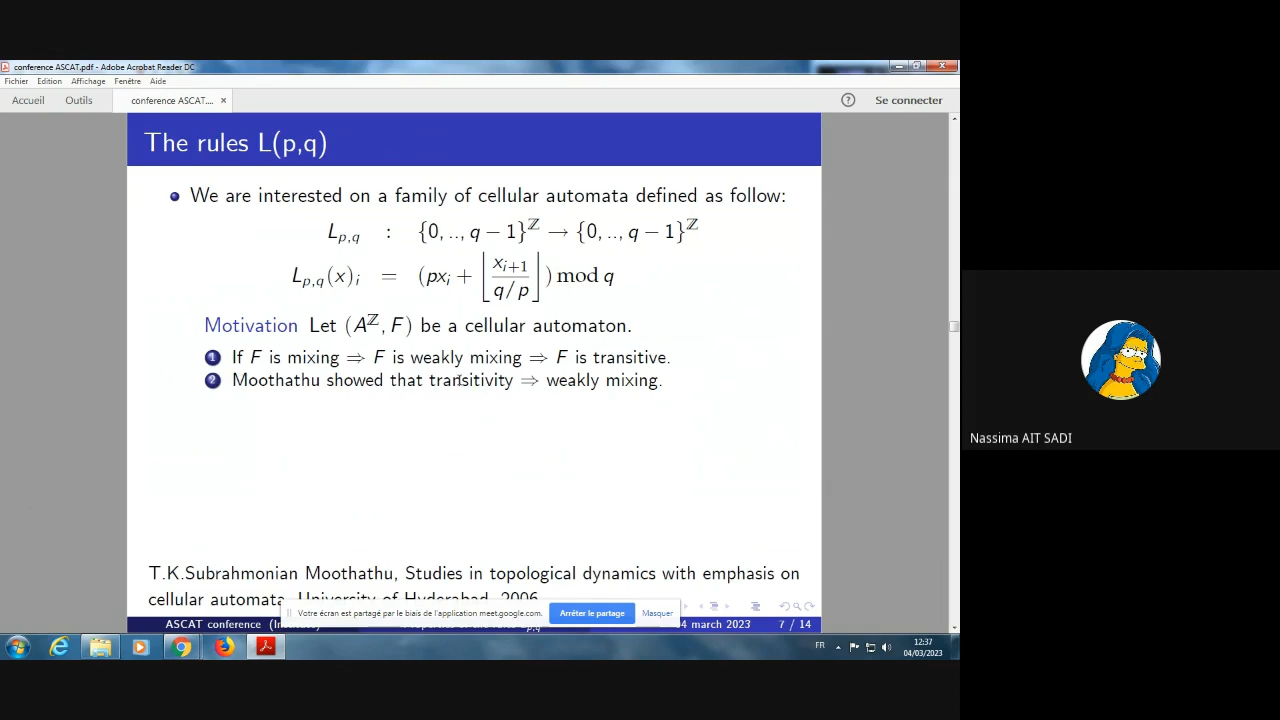 conference ASCAT.pdf - Adobe Acrobat Reader DC
Fichier Edition Affichage Fenêtre Aide
Accueil Outils conference ASCAT.... × ? Se connecter
The rules L(p,q)
We are interested on a family of cellular automata defined as follow:
L_{p,q} : {0, .., q − 1}^ℤ → {0, .., q − 1}^ℤ
L_{p,q}(x)_i = (px_i + ⌊x_{i+1} / (q/p)⌋) mod q
Motivation Let (A^ℤ, F) be a cellular automaton.
1 If F is mixing ⇒ F is weakly mixing ⇒ F is transitive.
2 Moothathu showed that transitivity ⇒ weakly mixing.
Nassima AIT SADI
T.K.Subrahmonian Moothathu, Studies in topological dynamics with emphasis on
cellular automata, University of Hyderabad, 2006
Votre écran est partagé par le biais de l'application meet.google.com. Arrêter le partage Masquer
ASCAT conference march 2023 7 / 14
FR 12:37
04/03/2023